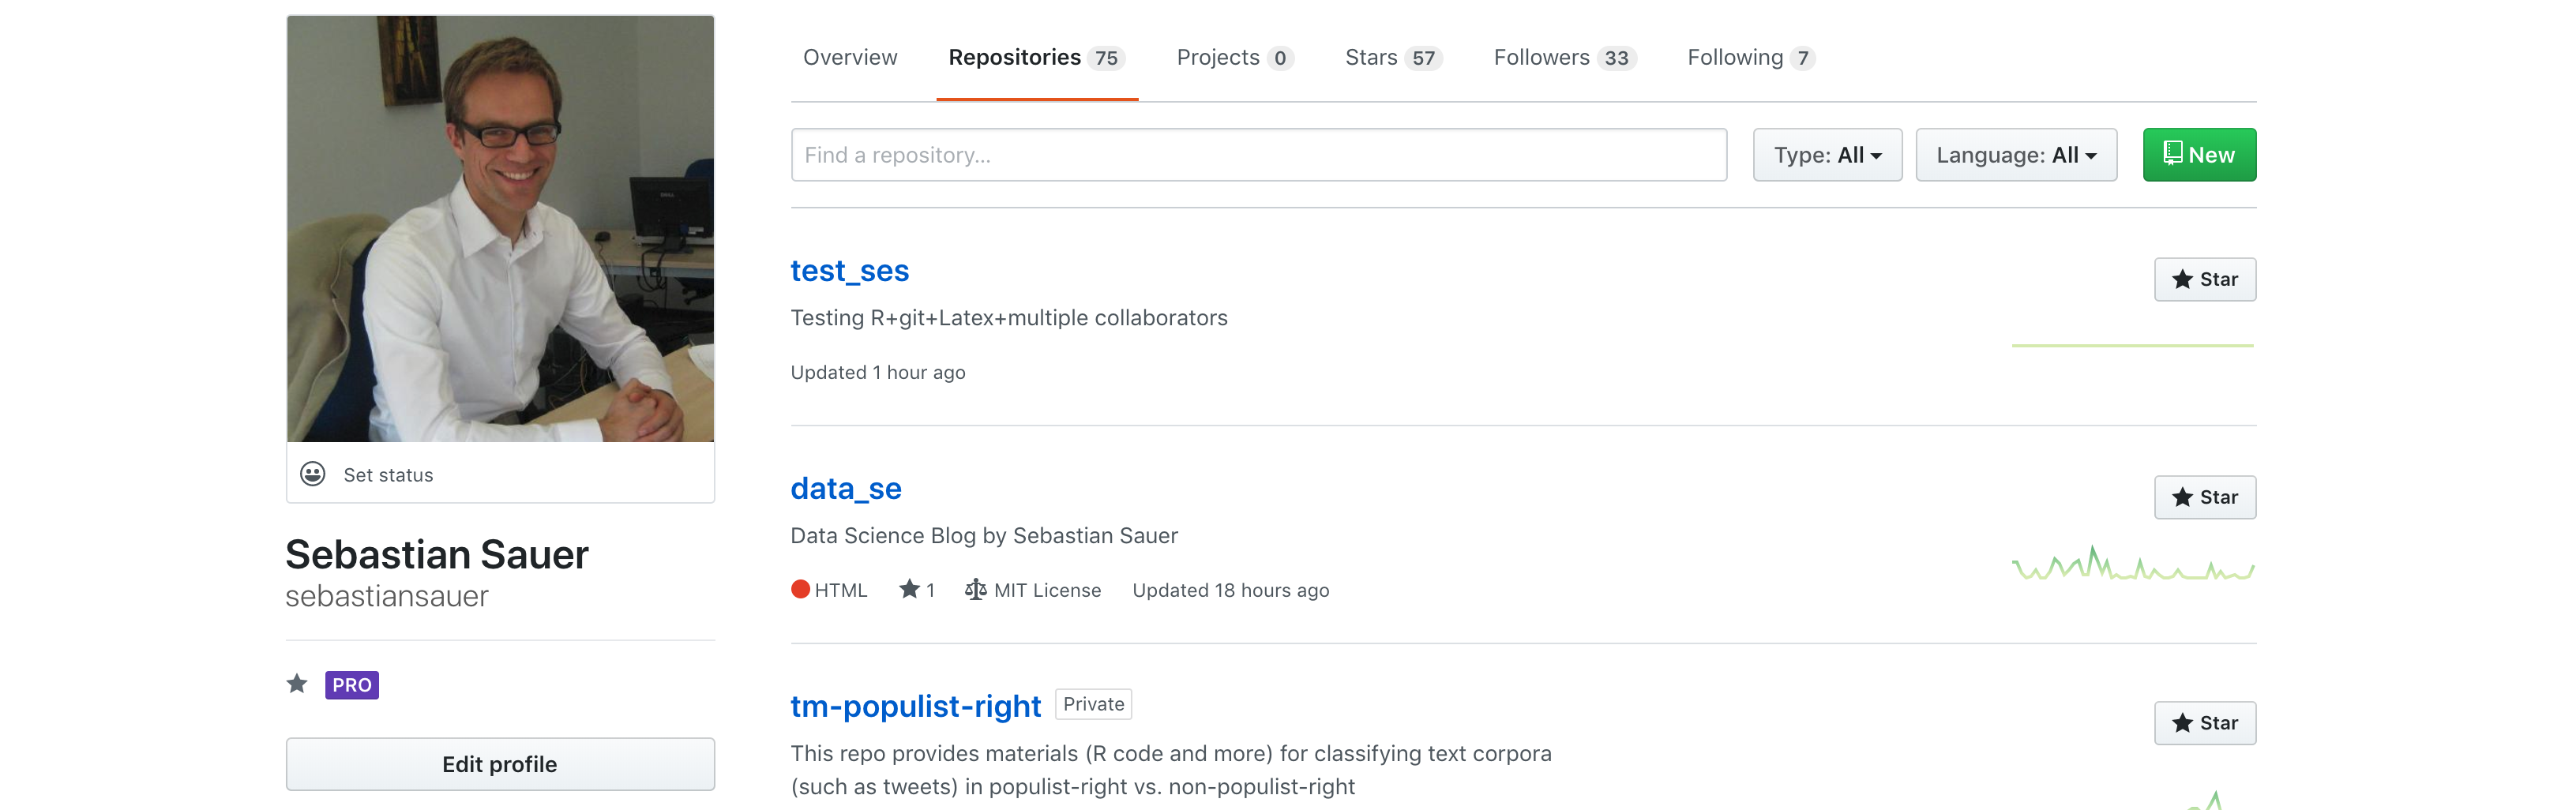 Overview Repositories 75 Projects 0 Stars 57 Followers 33 Following 7
Find a repository... Type: All Language: All New
test_ses
Star
Testing R+git+Latex+multiple collaborators
Updated 1 hour ago
Set status
data_se
Star
Data Science Blog by Sebastian Sauer
HTML 1 MIT License Updated 18 hours ago
Sebastian Sauer
sebastiansauer
PRO
tm-populist-right Private
Star
This repo provides materials (R code and more) for classifying text corpora
(such as tweets) in populist-right vs. non-populist-right
Edit profile